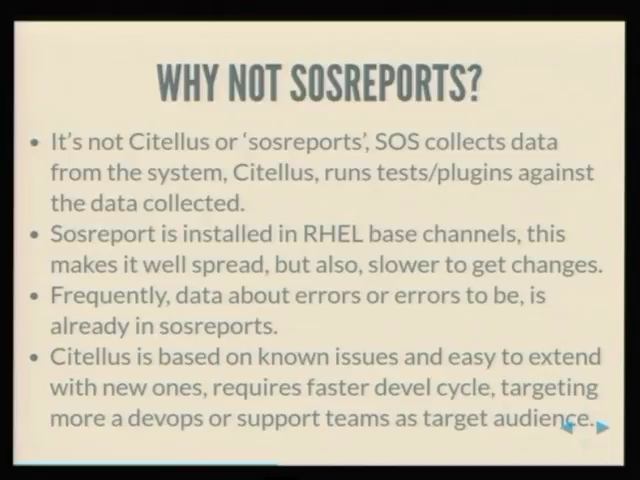 WHY NOT SOSREPORTS?
• It's not Citellus or 'sosreports', SOS collects data
from the system, Citellus, runs tests/plugins against
the data collected.
• Sosreport is installed in RHEL base channels, this
makes it well spread, but also, slower to get changes.
• Frequently, data about errors or errors to be, is
already in sosreports.
• Citellus is based on known issues and easy to extend
with new ones, requires faster devel cycle, targeting
more a devops or support teams as target audience.